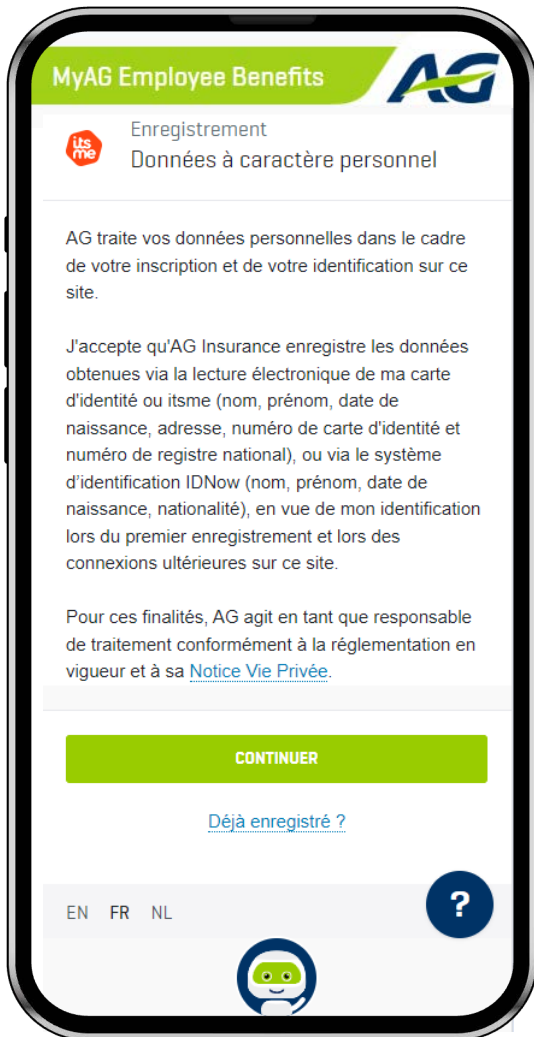 MyAG Employee Benefits
AG
its
me
Enregistrement
Données à caractère personnel
AG traite vos données personnelles dans le cadre
de votre inscription et de votre identification sur ce
site.
J'accepte qu'AG Insurance enregistre les données
obtenues via la lecture électronique de ma carte
d'identité ou itsme (nom, prénom, date de
naissance, adresse, numéro de carte d'identité et
numéro de registre national), ou via le système
d'identification IDNow (nom, prénom, date de
naissance, nationalité), en vue de mon identification
lors du premier enregistrement et lors des
connexions ultérieures sur ce site.
Pour ces finalités, AG agit en tant que responsable
de traitement conformément à la réglementation en
vigueur et à sa Notice Vie Privée.
CONTINUER
Déjà enregistré ?
EN FR NL
?